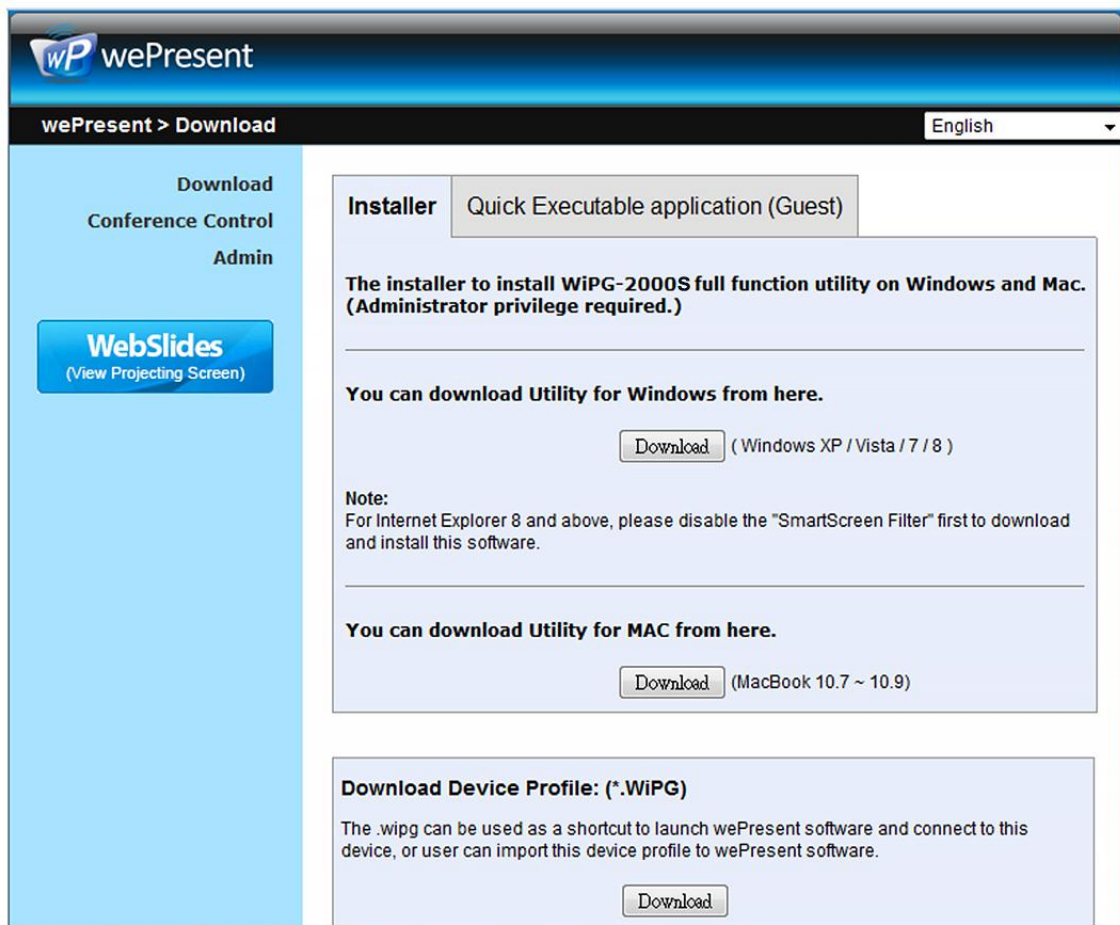 wP wePresent
wePresent > Download
English
Download
Conference Control
Admin
WebSlides
(View Projecting Screen)
Installer
Quick Executable application (Guest)
The installer to install WiPG-2000S full function utility on Windows and Mac.
(Administrator privilege required.)
You can download Utility for Windows from here.
Download ( Windows XP / Vista / 7 / 8 )
Note:
For Internet Explorer 8 and above, please disable the "SmartScreen Filter" first to download
and install this software.
You can download Utility for MAC from here.
Download (MacBook 10.7 ~ 10.9)
Download Device Profile: (*.WiPG)
The .wipg can be used as a shortcut to launch wePresent software and connect to this
device, or user can import this device profile to wePresent software.
Download